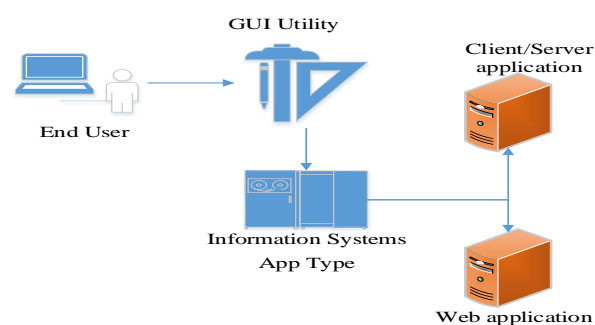 GUI Utility
Client/Server
application
End User
Information Systems
App Type
Web application